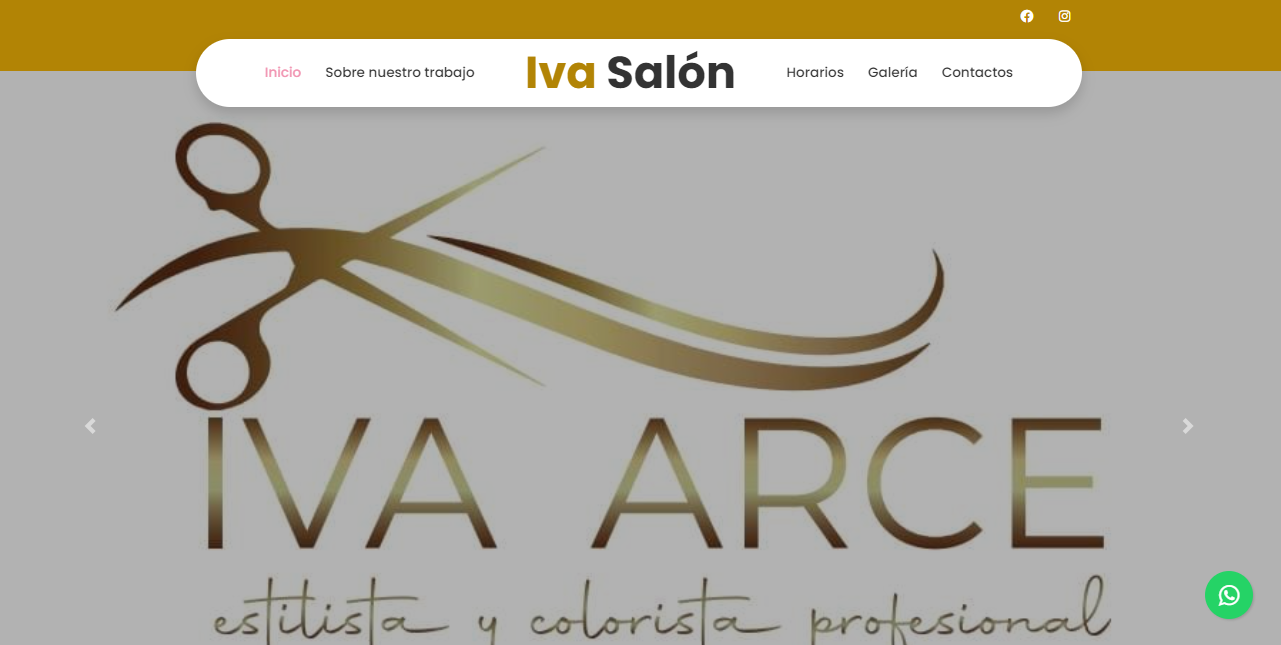 Inicio Sobre nuestro trabajo Iva Salón Horarios Galería Contactos
IVA ARCE
estilista y colorista profesional